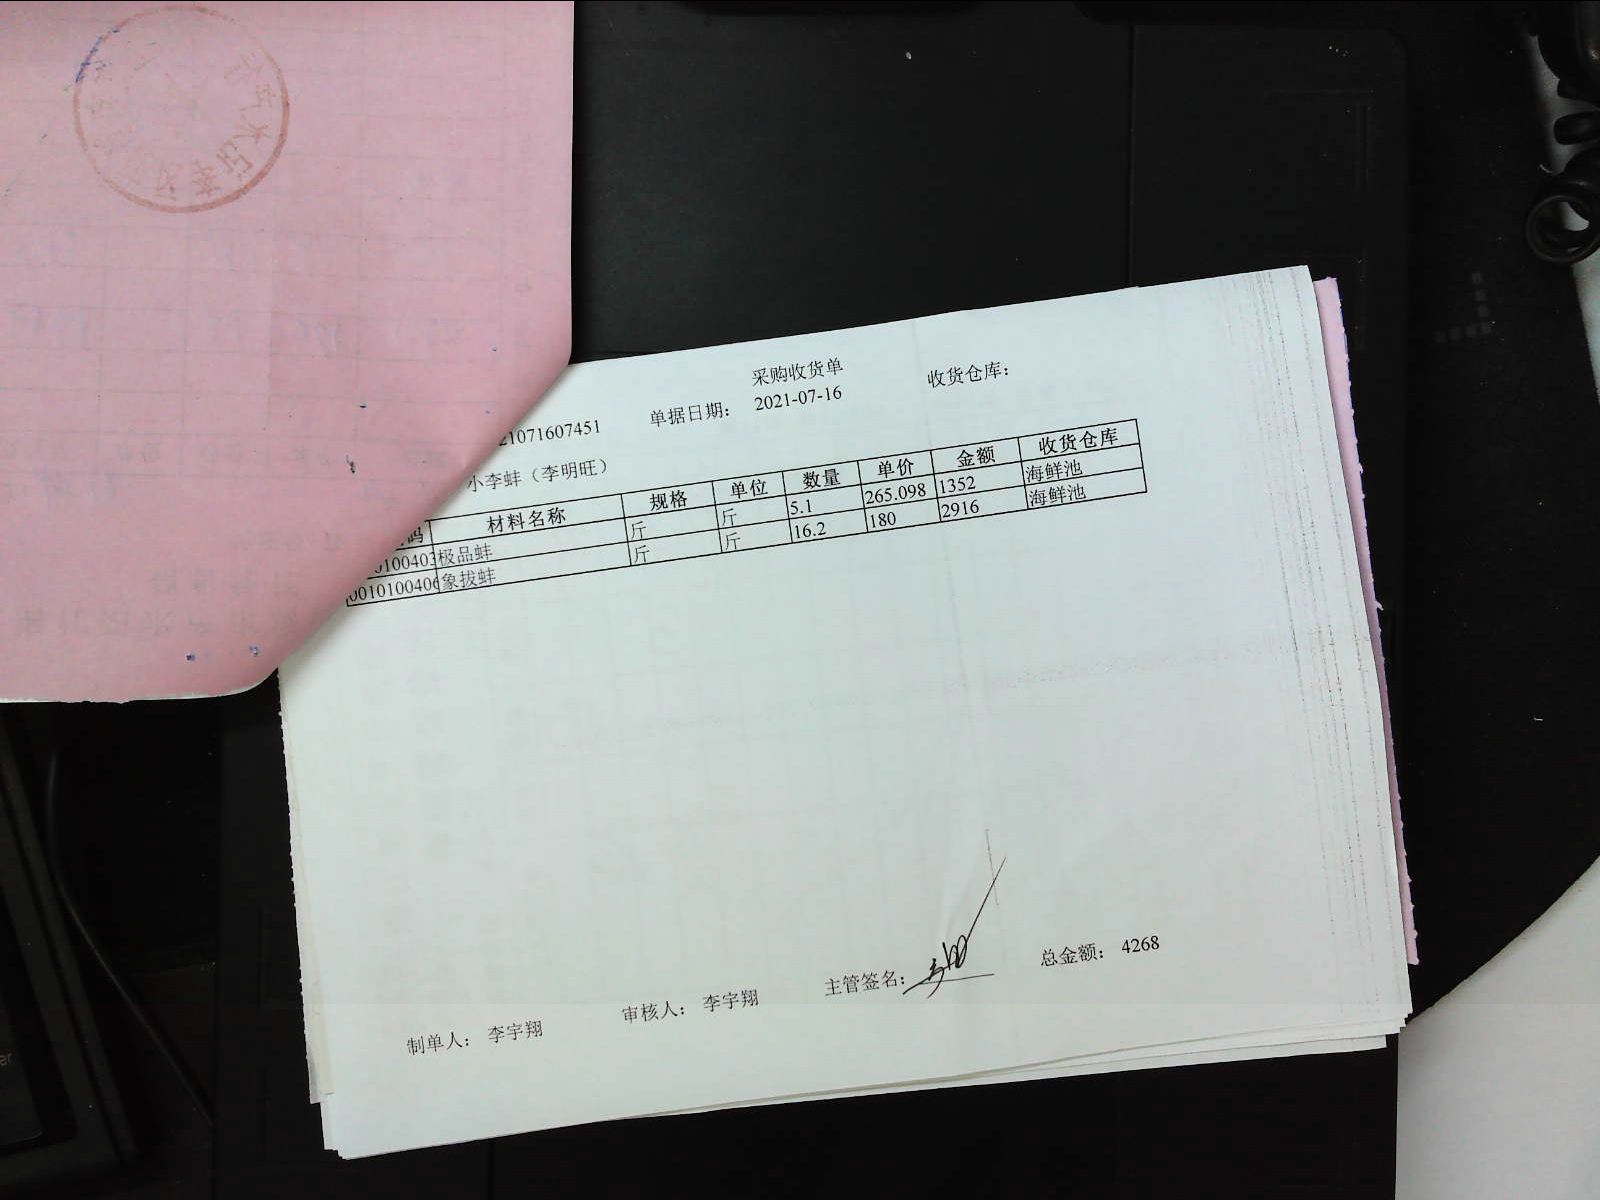 采购收货单
21071607451 单据日期: 2021-07-16 收货仓库:
小李蚌（李明旺）
码 材料名称 规格 单位 数量 单价 金额 收货仓库
0100403 极品蚌 斤 斤 5.1 265.098 1352 海鲜池
0010100406 象拔蚌 斤 斤 16.2 180 2916 海鲜池
制单人: 李宇翔 审核人: 李宇翔 主管签名: 总金额: 4268